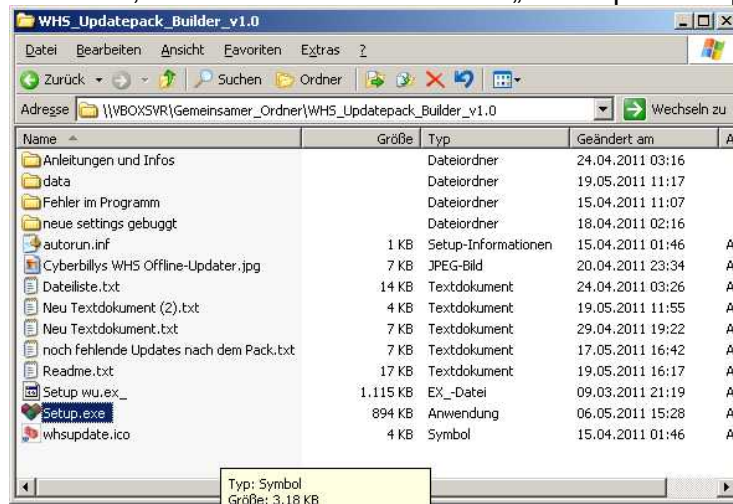 WHS_Updatepack_Builder_v1.0
Datei Bearbeiten Ansicht Favoriten Extras ?
Zurück Suchen Ordner
Adresse \\VBOXSVR\Gemeinsamer_Ordner\WHS_Updatepack_Builder_v1.0 Wechseln zu
Name Größe Typ Geändert am A
Anleitungen und Infos Dateiordner 24.04.2011 03:16
data Dateiordner 19.05.2011 11:17
Fehler im Programm Dateiordner 15.04.2011 11:07
neue settings gebuggt Dateiordner 18.04.2011 02:16
autorun.inf 1 KB Setup-Informationen 15.04.2011 01:46 A
Cyberbillys WHS Offline-Updater.jpg 7 KB JPEG-Bild 20.04.2011 23:34 A
Dateiliste.txt 14 KB Textdokument 24.04.2011 03:26 A
Neu Textdokument (2).txt 4 KB Textdokument 19.05.2011 11:55 A
Neu Textdokument.txt 7 KB Textdokument 29.04.2011 19:22 A
noch fehlende Updates nach dem Pack.txt 7 KB Textdokument 17.05.2011 16:42 A
Readme.txt 17 KB Textdokument 19.05.2011 16:17 A
Setup wu.ex_ 1.115 KB EX_-Datei 09.03.2011 21:19 A
Setup.exe 894 KB Anwendung 06.05.2011 15:28 A
whsupdate.ico 4 KB Symbol 15.04.2011 01:46 A
Typ: Symbol
Größe: 3,18 KB